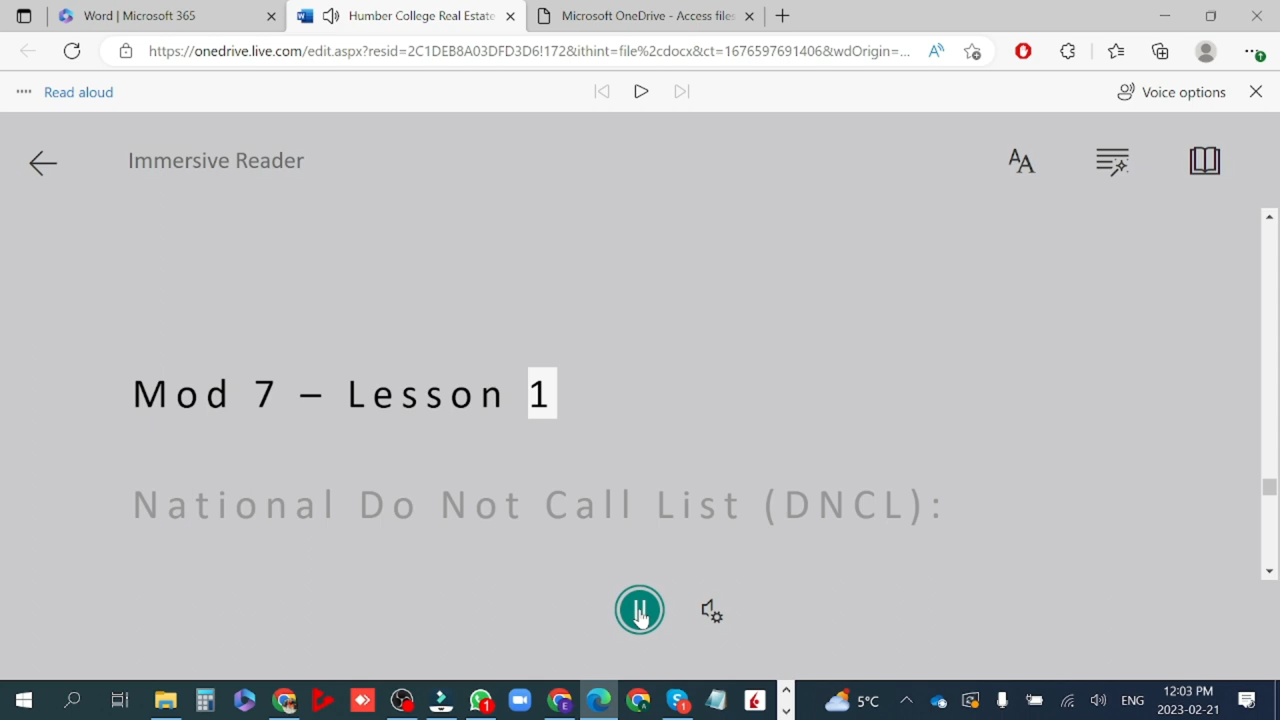 Word | Microsoft 365
Humber College Real Estate
Microsoft OneDrive - Access files
https://onedrive.live.com/edit.aspx?resid=2C1DEB8A03DFD3D6!172&ithint=file%2cdocx&ct=1676597691406&wdOrigin=...
Read aloud
Voice options
Immersive Reader
Mod 7 – Lesson 1
National Do Not Call List (DNCL):
1
E
1
5°C
ENG
12:03 PM
2023-02-21